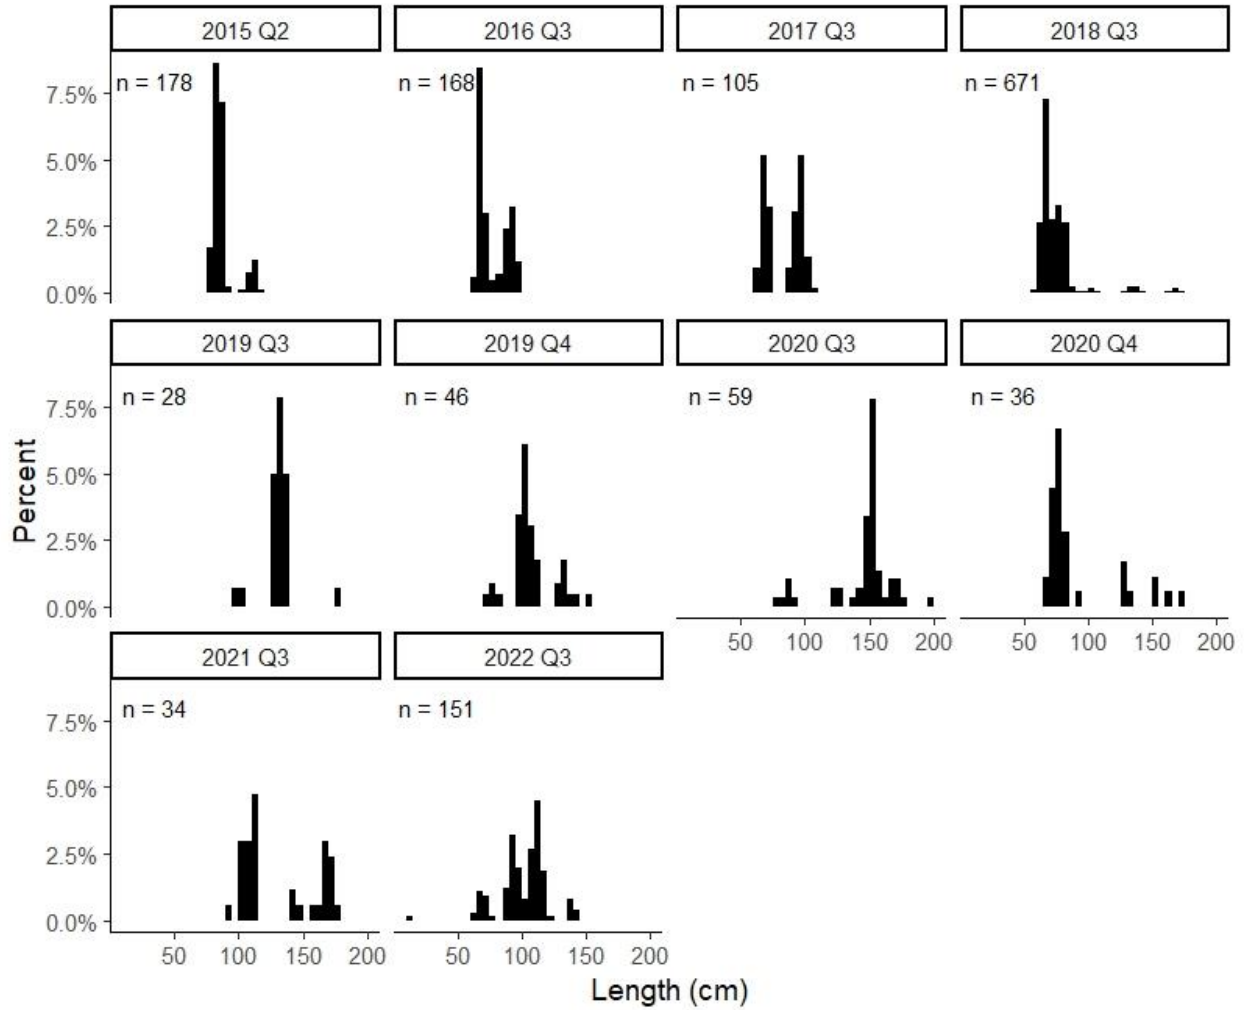 2015 Q2 2016 Q3 2017 Q3 2018 Q3
n = 178 n = 168 n = 105 n = 671
7.5%
5.0%
2.5%
0.0%
2019 Q3 2019 Q4 2020 Q3 2020 Q4
n = 28 n = 46 n = 59 n = 36
7.5%
5.0%
2.5%
0.0%
Percent
50 100 150 200 50 100 150 200
2021 Q3 2022 Q3
n = 34 n = 151
7.5%
5.0%
2.5%
0.0%
50 100 150 200 50 100 150 200
Length (cm)